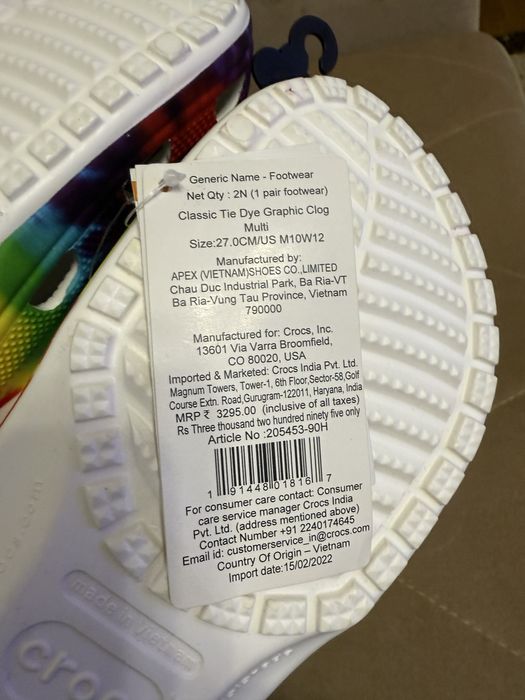 Generic Name - Footwear
Net Qty : 2N (1 pair footwear)
Classic Tie Dye Graphic Clog
Multi
Size:27.0CM/US M10W12
Manufactured by:
APEX (VIETNAM)SHOES CO.,LIMITED
Chau Duc Industrial Park, Ba Ria-VT
Ba Ria-Vung Tau Province, Vietnam
790000
Manufactured for: Crocs, Inc.
13601 Via Varra Broomfield,
CO 80020, USA
Imported & Marketed: Crocs India Pvt. Ltd.
Magnum Towers, Tower-1, 6th Floor,Sector-58,Golf
Course Extn. Road,Gurugram-122011, Haryana, India
MRP ₹ 3295.00 (inclusive of all taxes)
Rs Three thousand two hundred ninety five only
Article No :205453-90H
1 91448 01816 7
For consumer care contact: Consumer
care service manager Crocs India
Pvt. Ltd. (address mentioned above)
Contact Number +91 2240174645
Email id: customerservice_in@crocs.com
Country Of Origin – Vietnam
Import date:15/02/2022
made in Vietnam
croc